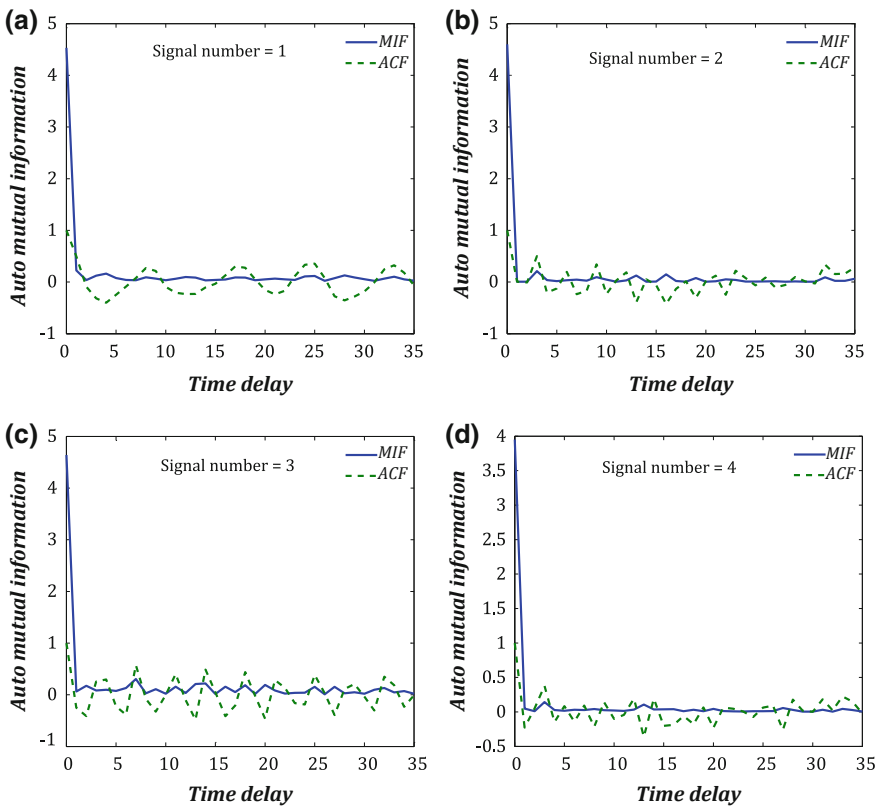 (a)
5
4
3
2
1
0
-1
Auto mutual information
Signal number = 1
MIF
ACF
0 5 10 15 20 25 30 35
Time delay
(b)
5
4
3
2
1
0
-1
Auto mutual information
Signal number = 2
MIF
ACF
0 5 10 15 20 25 30 35
Time delay
(c)
5
4
3
2
1
0
-1
Auto mutual information
Signal number = 3
MIF
ACF
0 5 10 15 20 25 30 35
Time delay
(d)
4
3.5
3
2.5
2
1.5
1
0.5
0
-0.5
Auto mutual information
Signal number = 4
MIF
ACF
0 5 10 15 20 25 30 35
Time delay